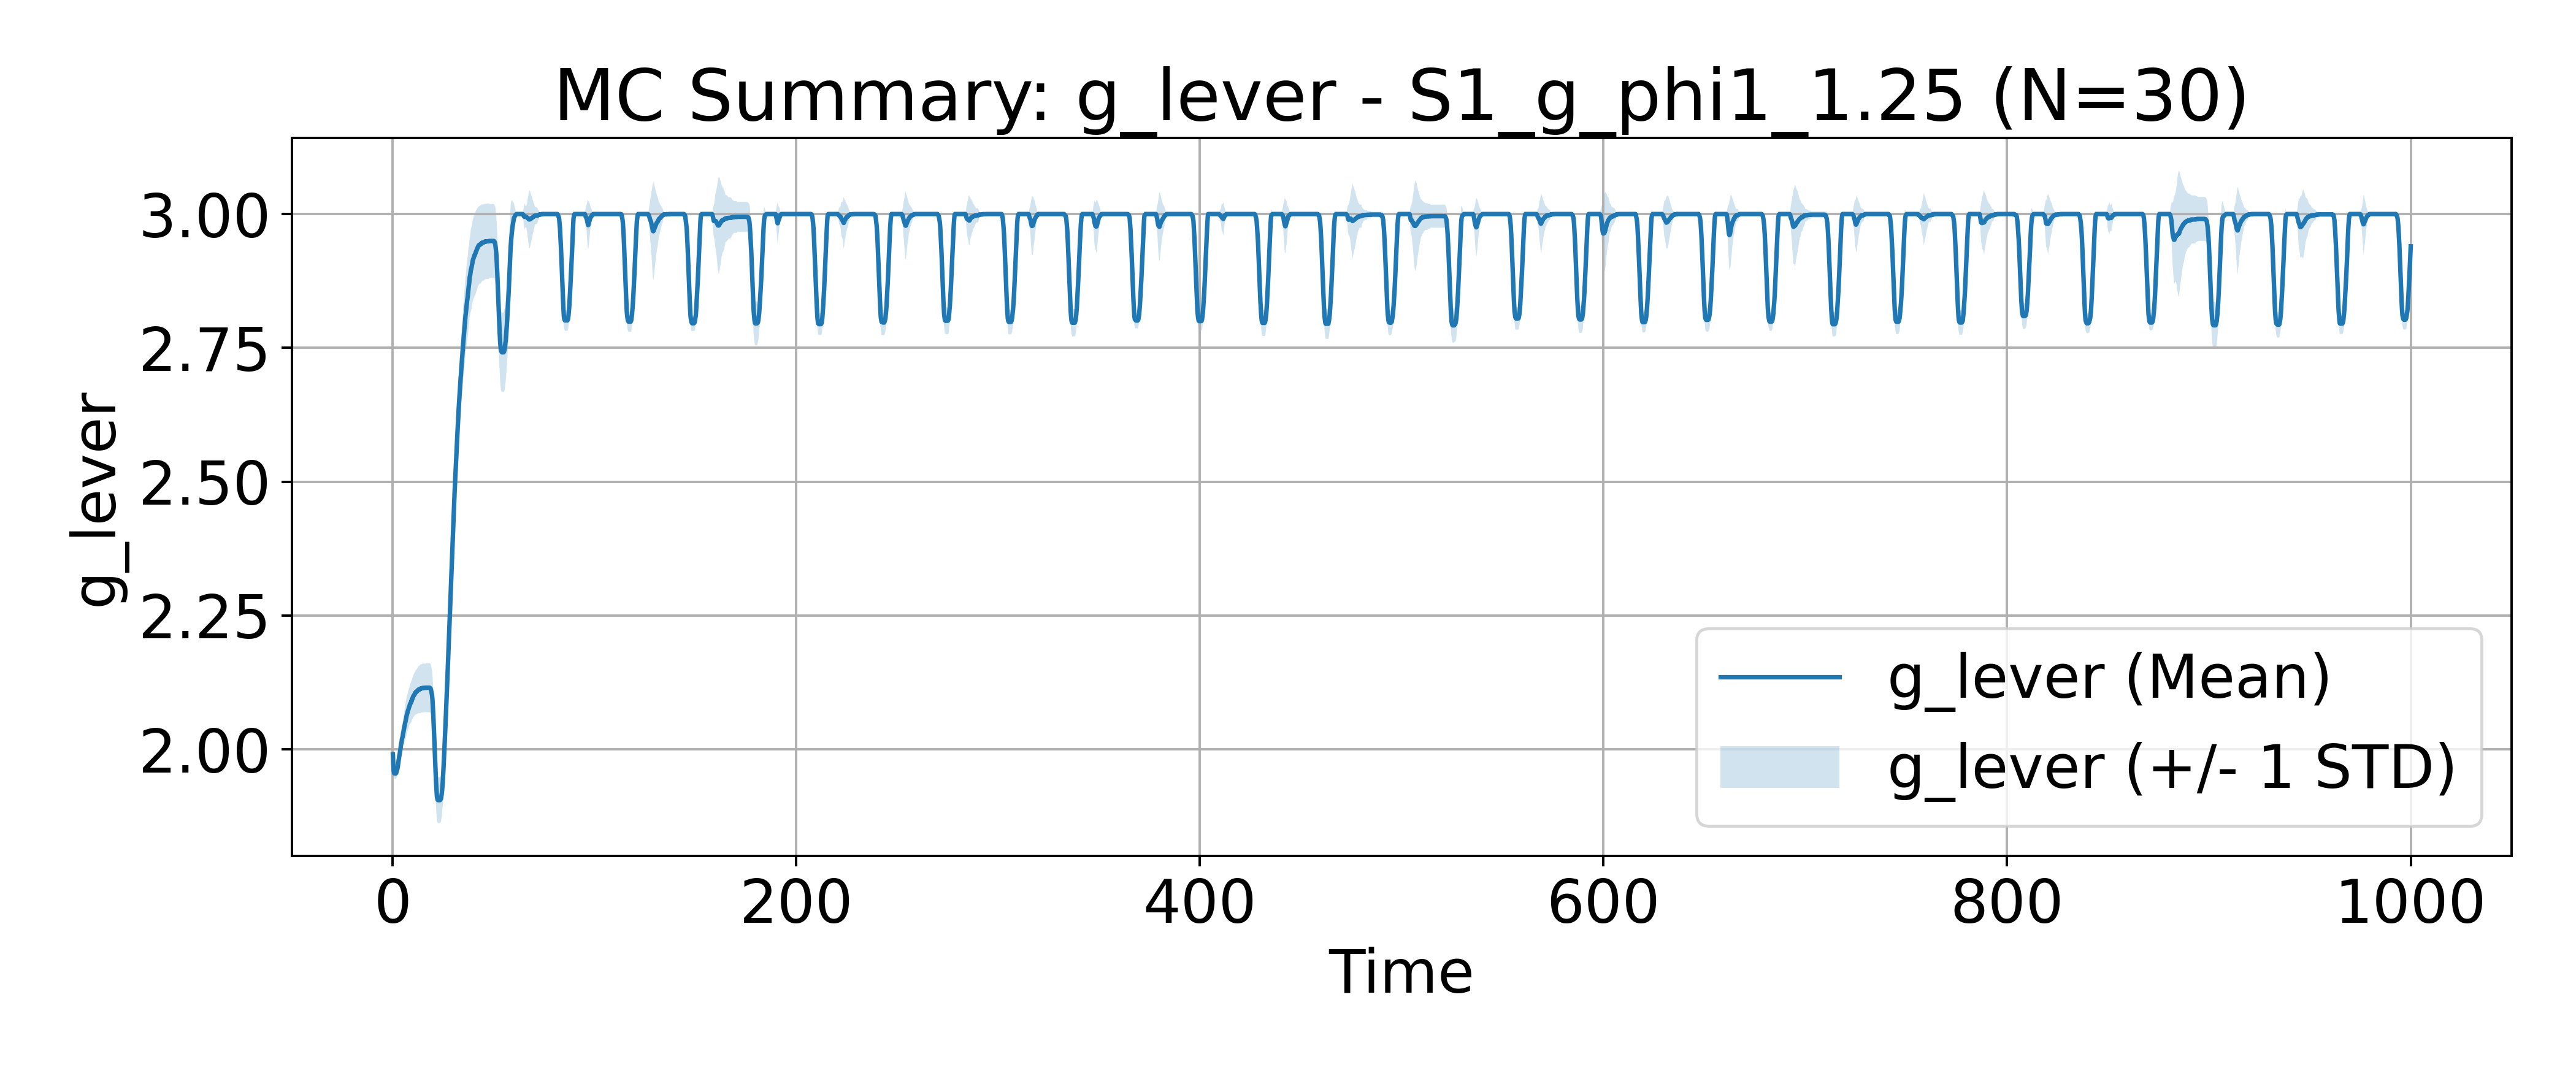 MC Summary: g_lever - S1_g_phi1_1.25 (N=30)
g_lever
3.00
2.75
2.50
2.25
2.00
g_lever (Mean)
g_lever (+/- 1 STD)
0 200 400 600 800 1000
Time